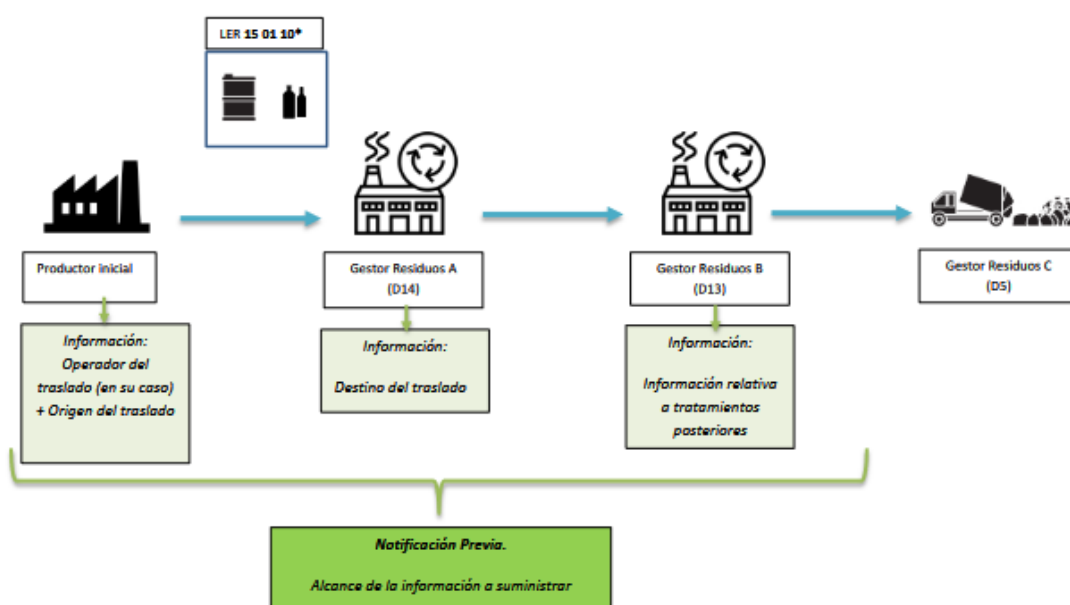 LER 15 01 10*
Productor inicial
Gestor Residuos A
(D14)
Gestor Residuos B
(D13)
Gestor Residuos C
(D5)
Información:
Operador del
traslado (en su caso)
+ Origen del traslado
Información:
Destino del traslado
Información:
Información relativa
a tratamientos
posteriores
Notificación Previa.
Alcance de la información a suministrar